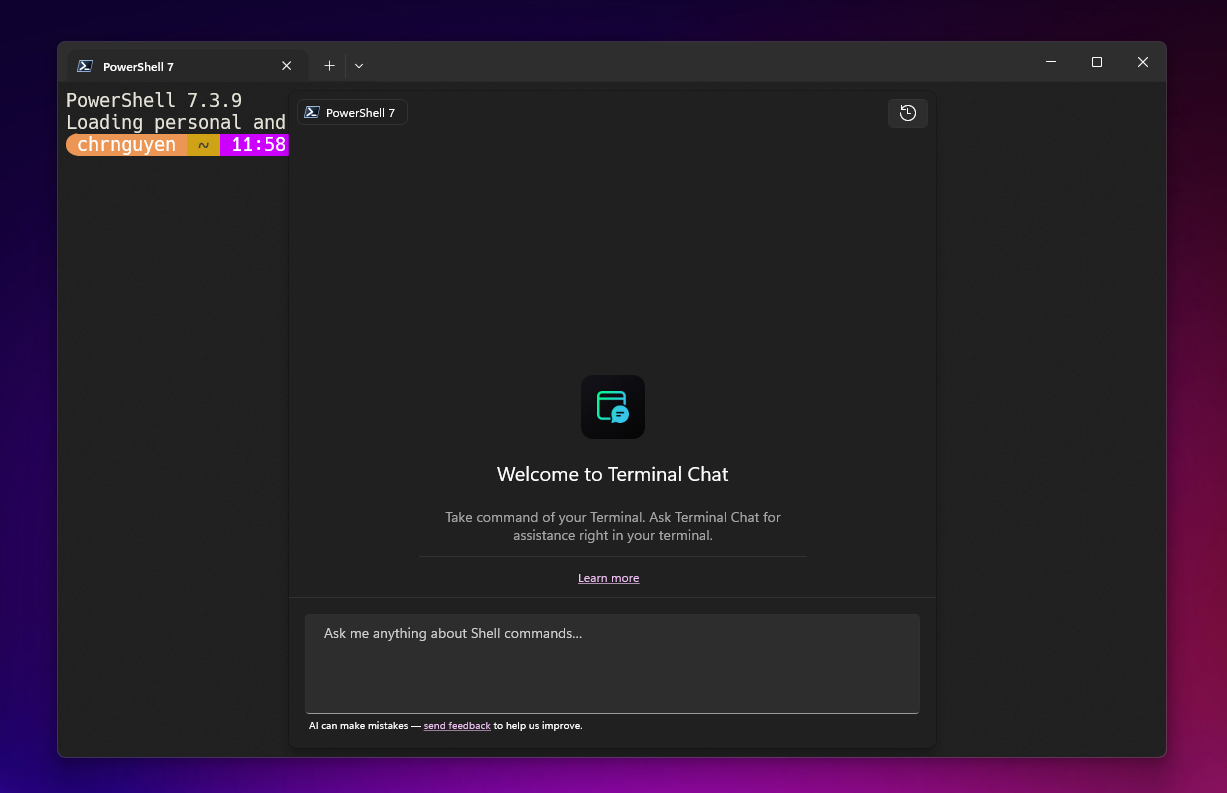 PowerShell 7
PowerShell 7.3.9
Loading personal and
chrnguyen ~ 11:58
PowerShell 7
Welcome to Terminal Chat
Take command of your Terminal. Ask Terminal Chat for
assistance right in your terminal.
Learn more
Ask me anything about Shell commands...
AI can make mistakes — send feedback to help us improve.